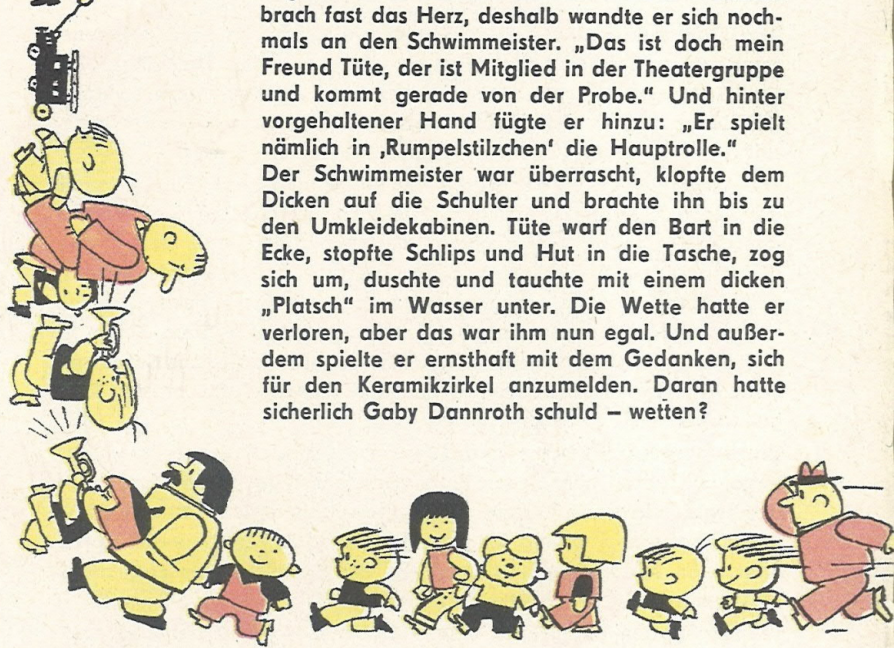 brach fast das Herz, deshalb wandte er sich noch-
mals an den Schwimmeister. „Das ist doch mein
Freund Tüte, der ist Mitglied in der Theatergruppe
und kommt gerade von der Probe.“ Und hinter
vorgehaltener Hand fügte er hinzu: „Er spielt
nämlich in ‚Rumpelstilzchen‘ die Hauptrolle.“
Der Schwimmeister war überrascht, klopfte dem
Dicken auf die Schulter und brachte ihn bis zu
den Umkleidekabinen. Tüte warf den Bart in die
Ecke, stopfte Schlips und Hut in die Tasche, zog
sich um, duschte und tauchte mit einem dicken
„Platsch“ im Wasser unter. Die Wette hatte er
verloren, aber das war ihm nun egal. Und außer-
dem spielte er ernsthaft mit dem Gedanken, sich
für den Keramikzirkel anzumelden. Daran hatte
sicherlich Gaby Dannroth schuld – wetten?